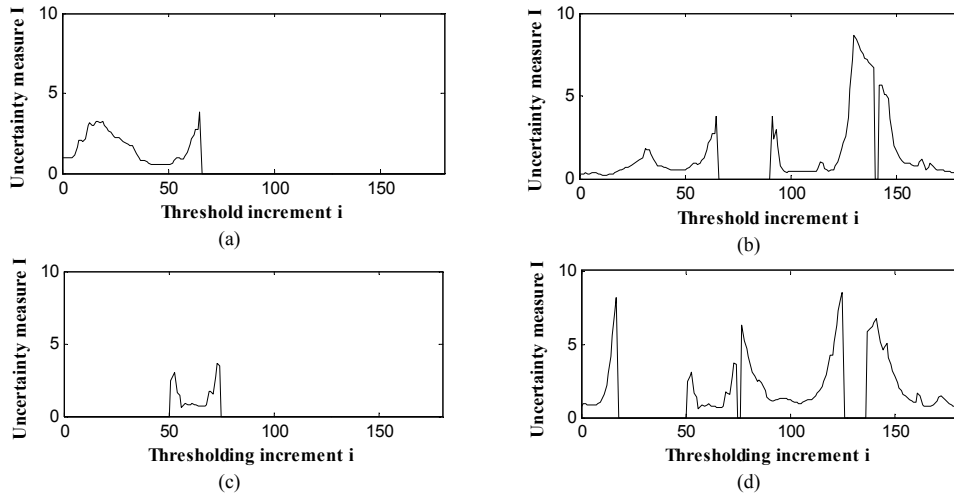 10
5
0
Uncertainty measure I
0 50 100 150
Threshold increment i
(a)
10
5
0
Uncertainty measure I
0 50 100 150
Threshold increment i
(b)
10
5
0
Uncertainty measure I
0 50 100 150
Thresholding increment i
(c)
10
5
0
Uncertainty measure I
0 50 100 150
Thresholding increment i
(d)